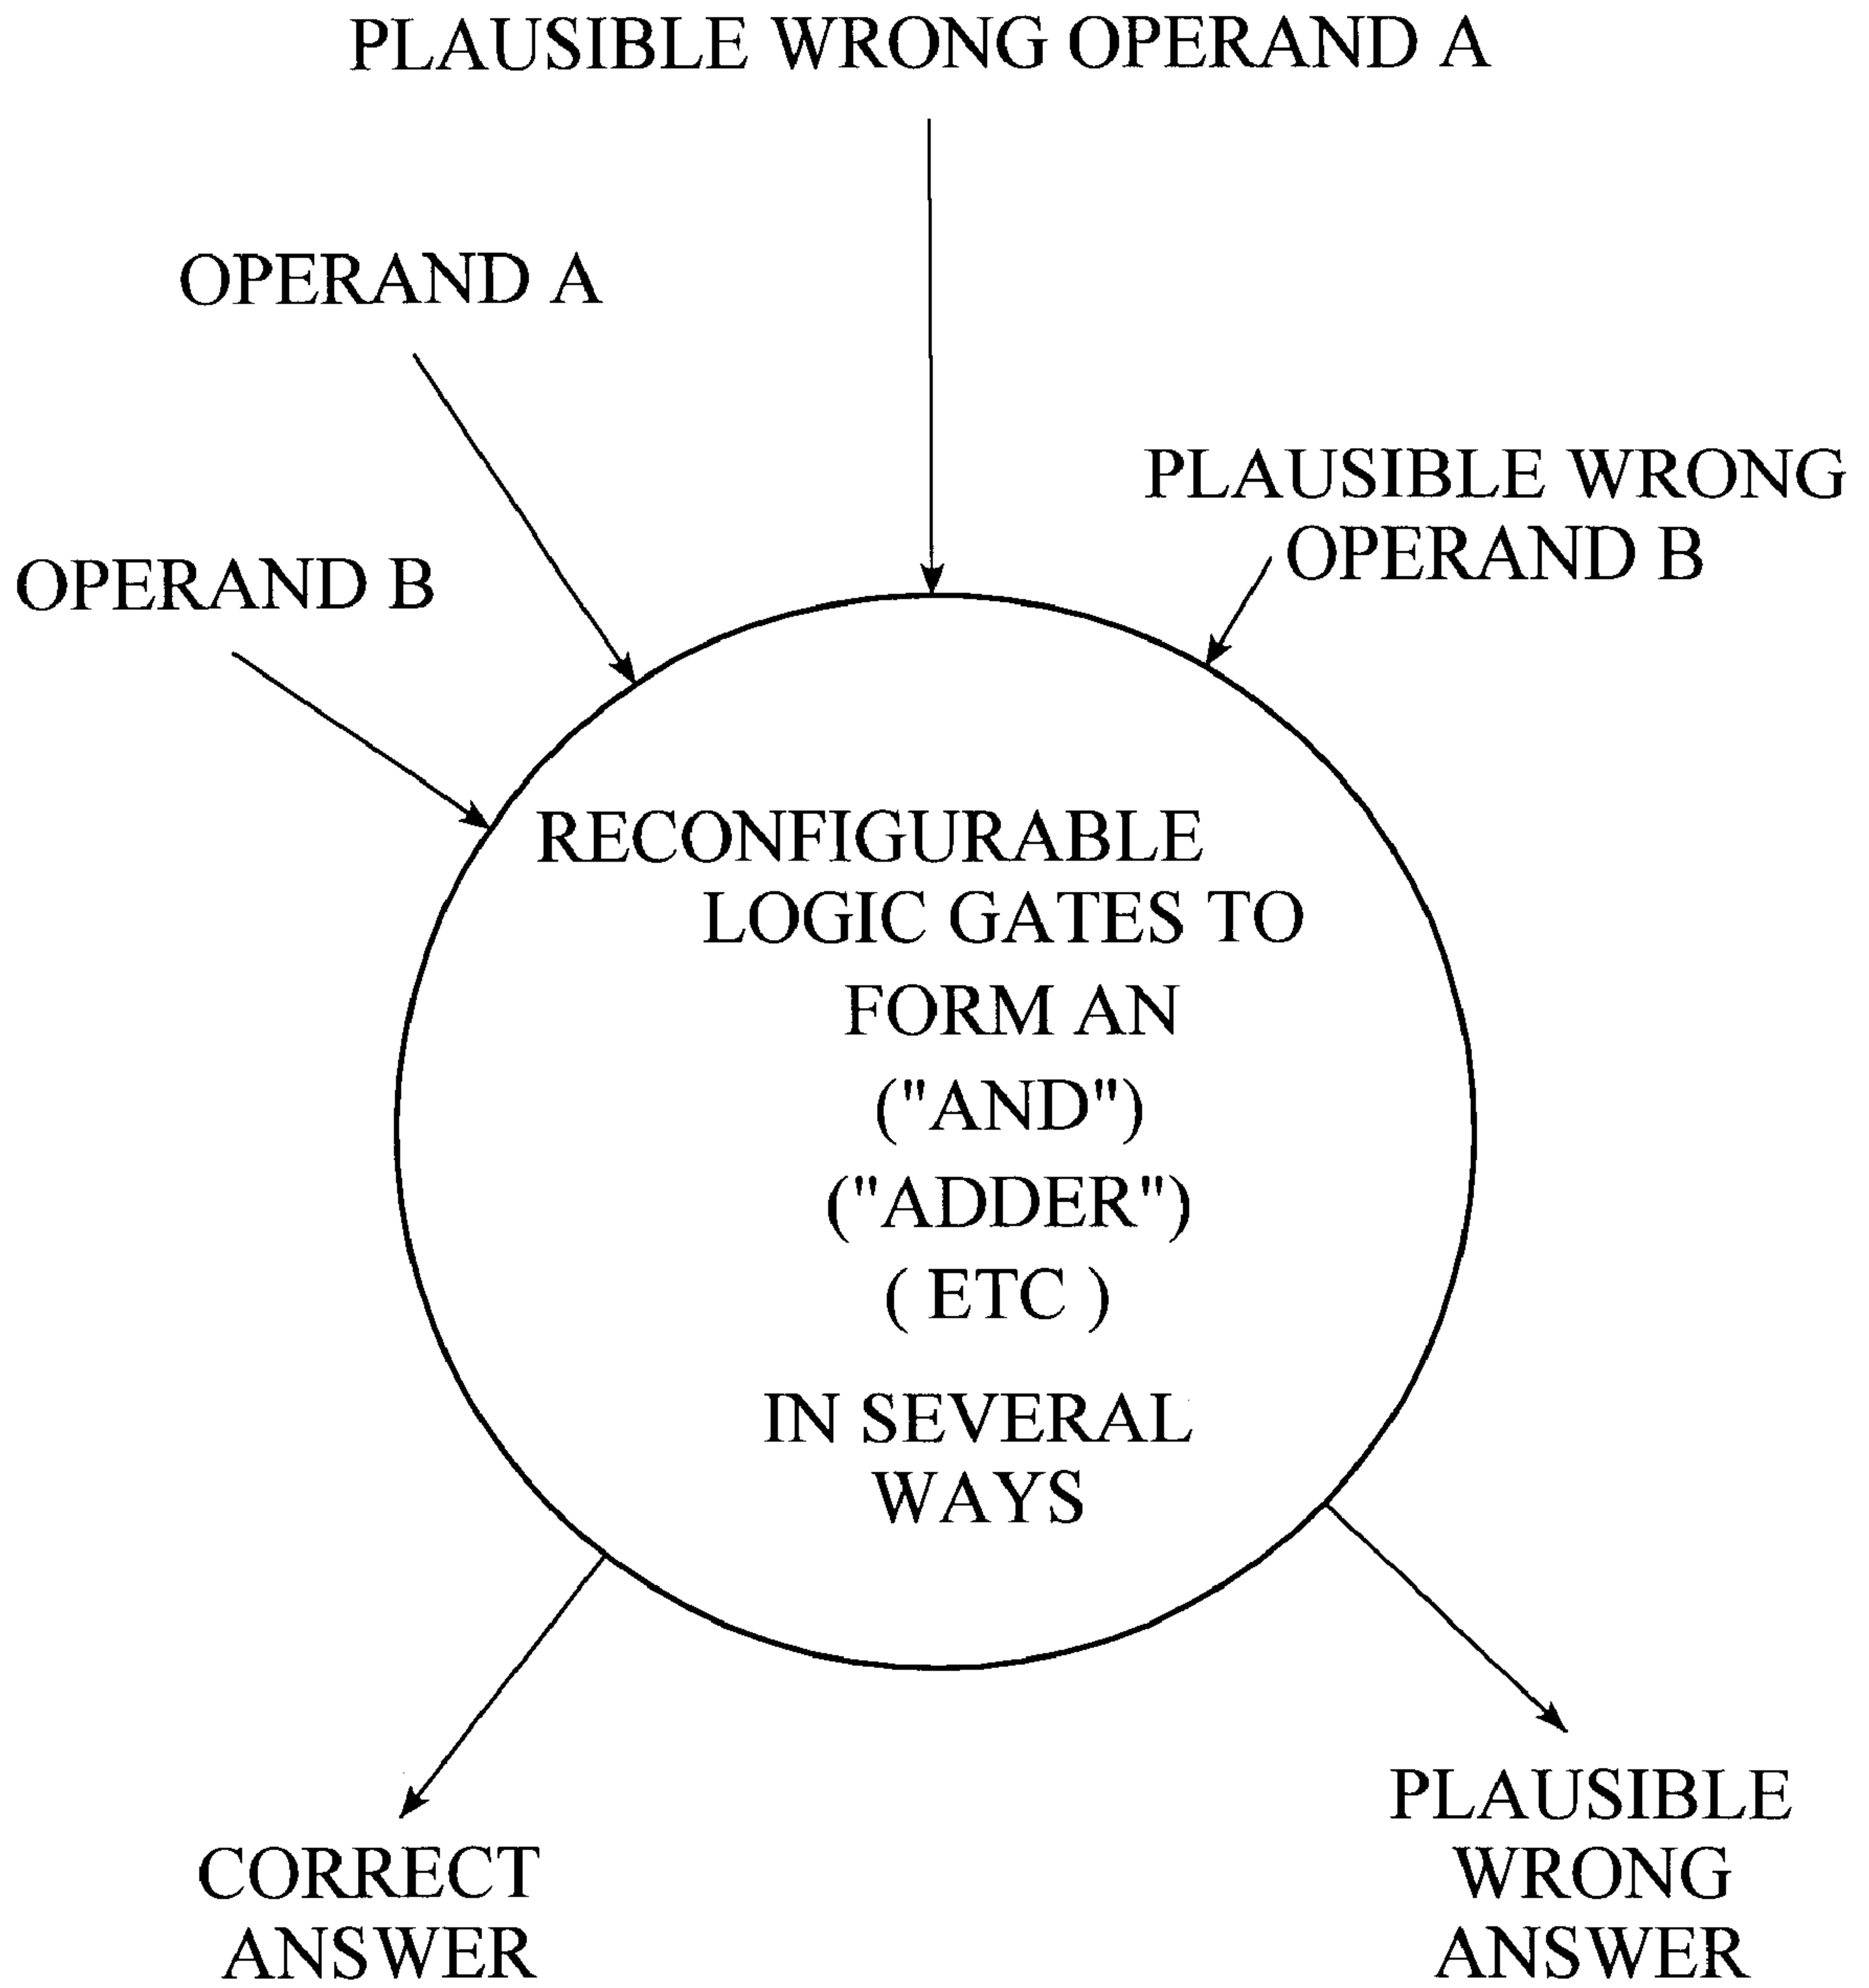 PLAUSIBLE WRONG OPERAND A
OPERAND A
PLAUSIBLE WRONG
OPERAND B
OPERAND B
RECONFIGURABLE
LOGIC GATES TO
FORM AN
("AND")
("ADDER")
( ETC )
IN SEVERAL
WAYS
CORRECT
ANSWER
PLAUSIBLE
WRONG
ANSWER